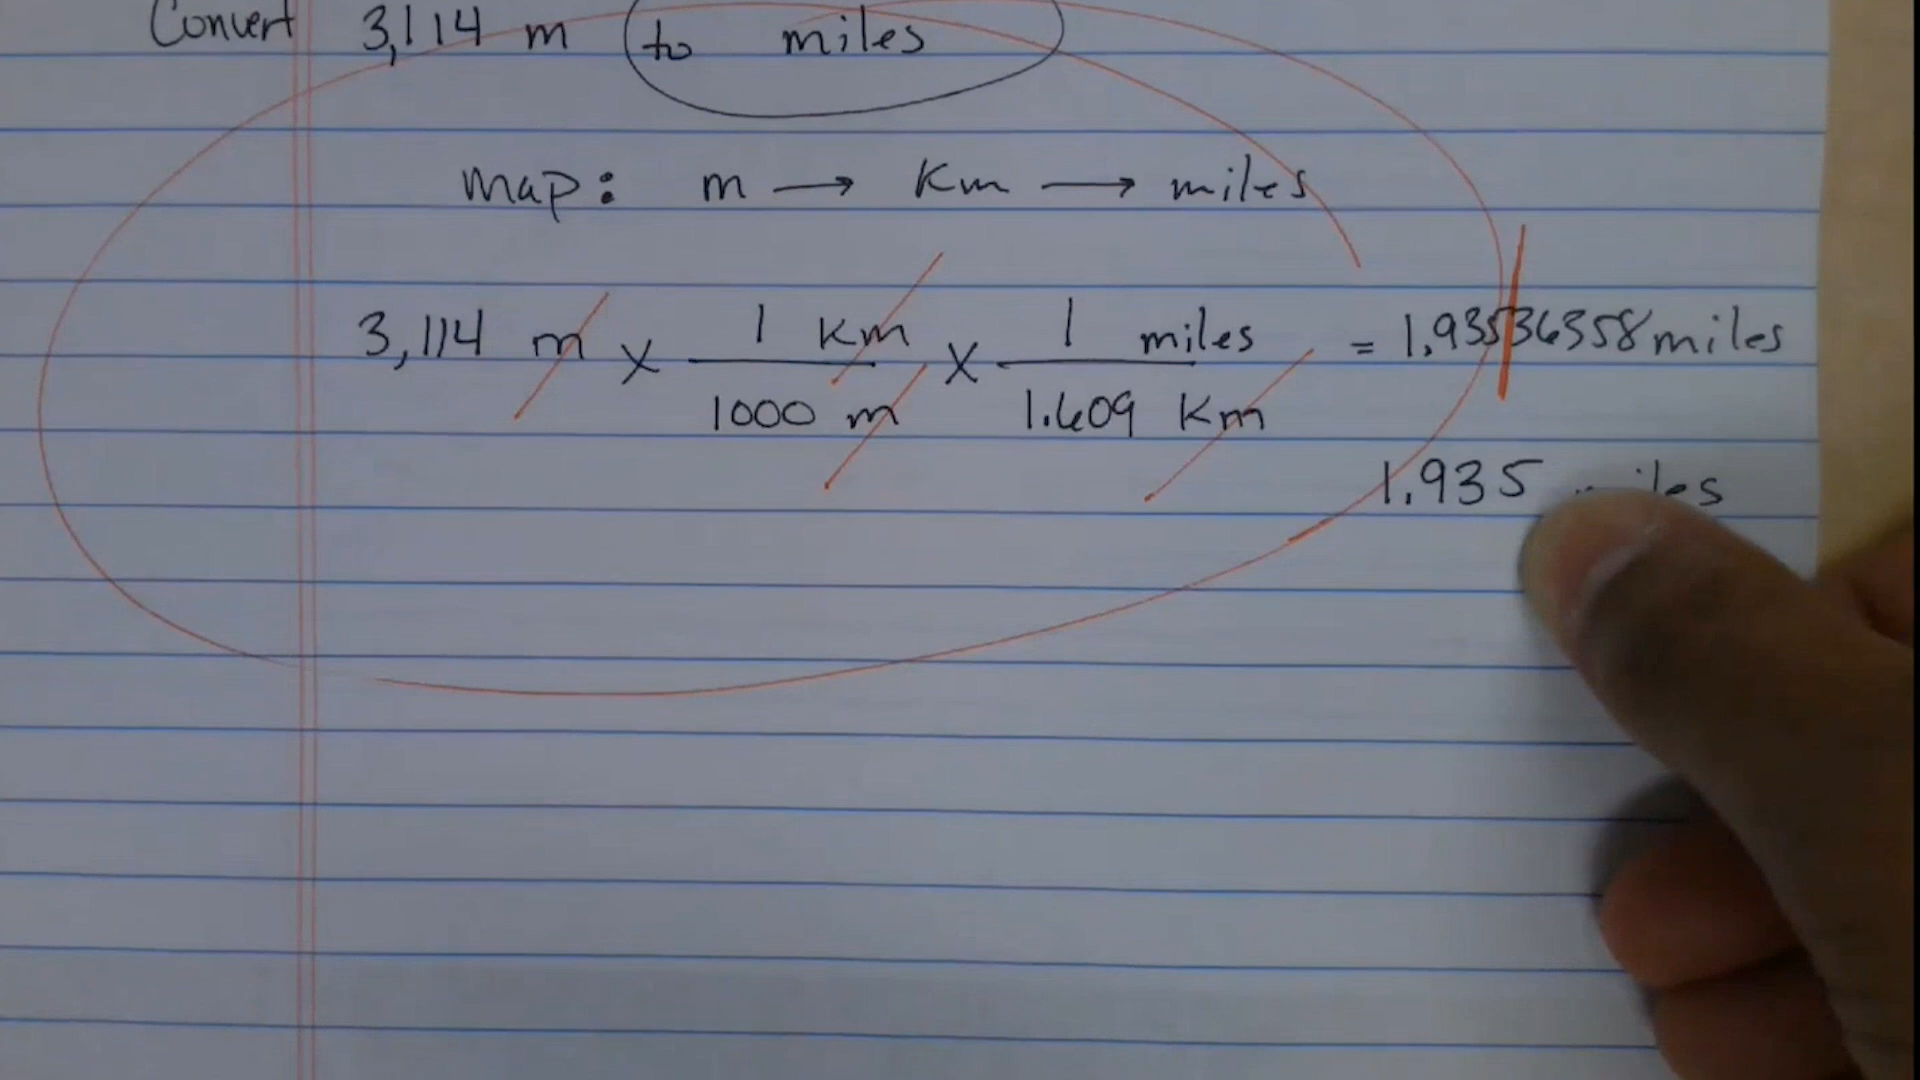 Convert 3,114 m to miles
map: m → Km → miles
3,114 m x 1 Km / 1000 m x 1 miles / 1.609 Km = 1.93536358 miles
1.935 miles